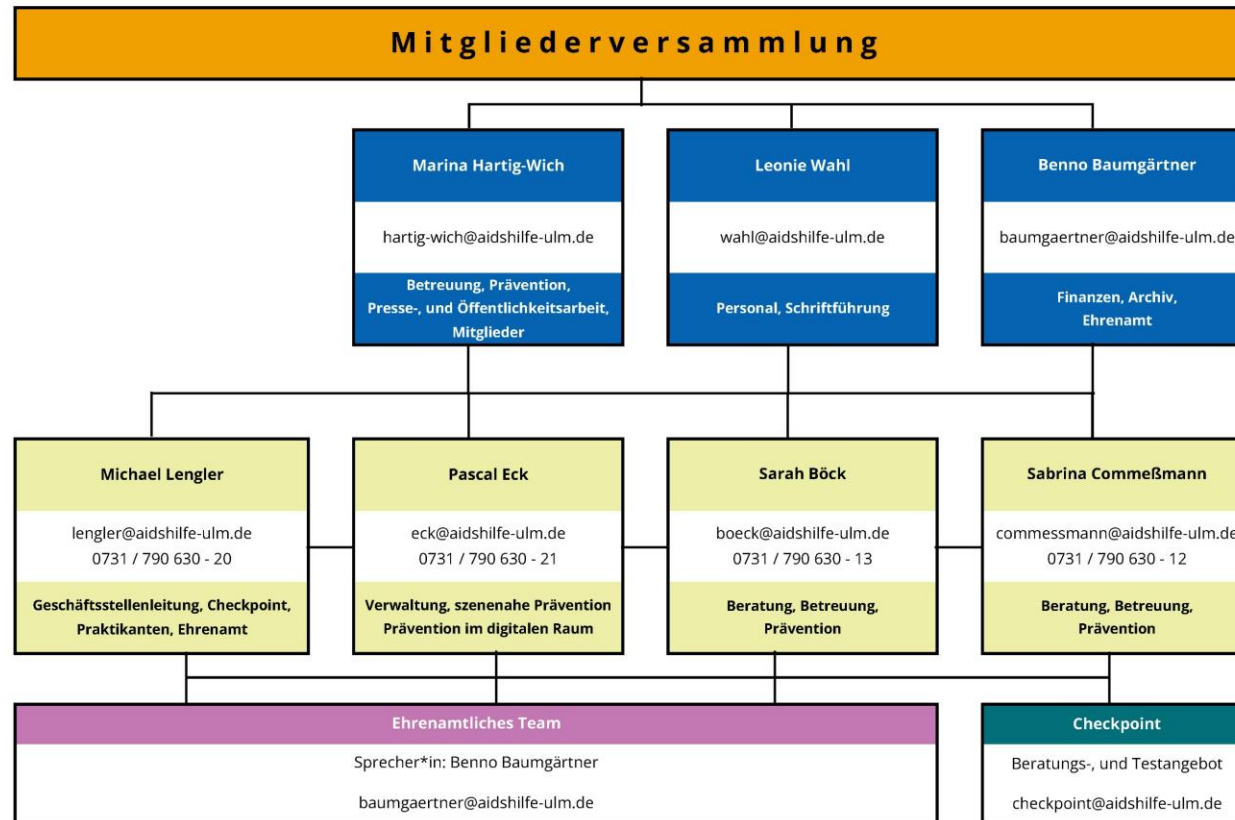 Mitgliederversammlung
Marina Hartig-Wich
hartig-wich@aidshilfe-ulm.de
Betreuung, Prävention,
Presse-, und Öffentlichkeitsarbeit,
Mitglieder
Leonie Wahl
wahl@aidshilfe-ulm.de
Personal, Schriftführung
Benno Baumgärtner
baumgaertner@aidshilfe-ulm.de
Finanzen, Archiv,
Ehrenamt
Michael Lengler
lengler@aidshilfe-ulm.de
0731 / 790 630 - 20
Geschäftsstellenleitung, Checkpoint,
Praktikanten, Ehrenamt
Pascal Eck
eck@aidshilfe-ulm.de
0731 / 790 630 - 21
Verwaltung, szenenahe Prävention
Prävention im digitalen Raum
Sarah Böck
boeck@aidshilfe-ulm.de
0731 / 790 630 - 13
Beratung, Betreuung,
Prävention
Sabrina Commeßmann
commessmann@aidshilfe-ulm.de
0731 / 790 630 - 12
Beratung, Betreuung,
Prävention
Ehrenamtliches Team
Sprecher*in: Benno Baumgärtner
baumgaertner@aidshilfe-ulm.de
Checkpoint
Beratungs-, und Testangebot
checkpoint@aidshilfe-ulm.de